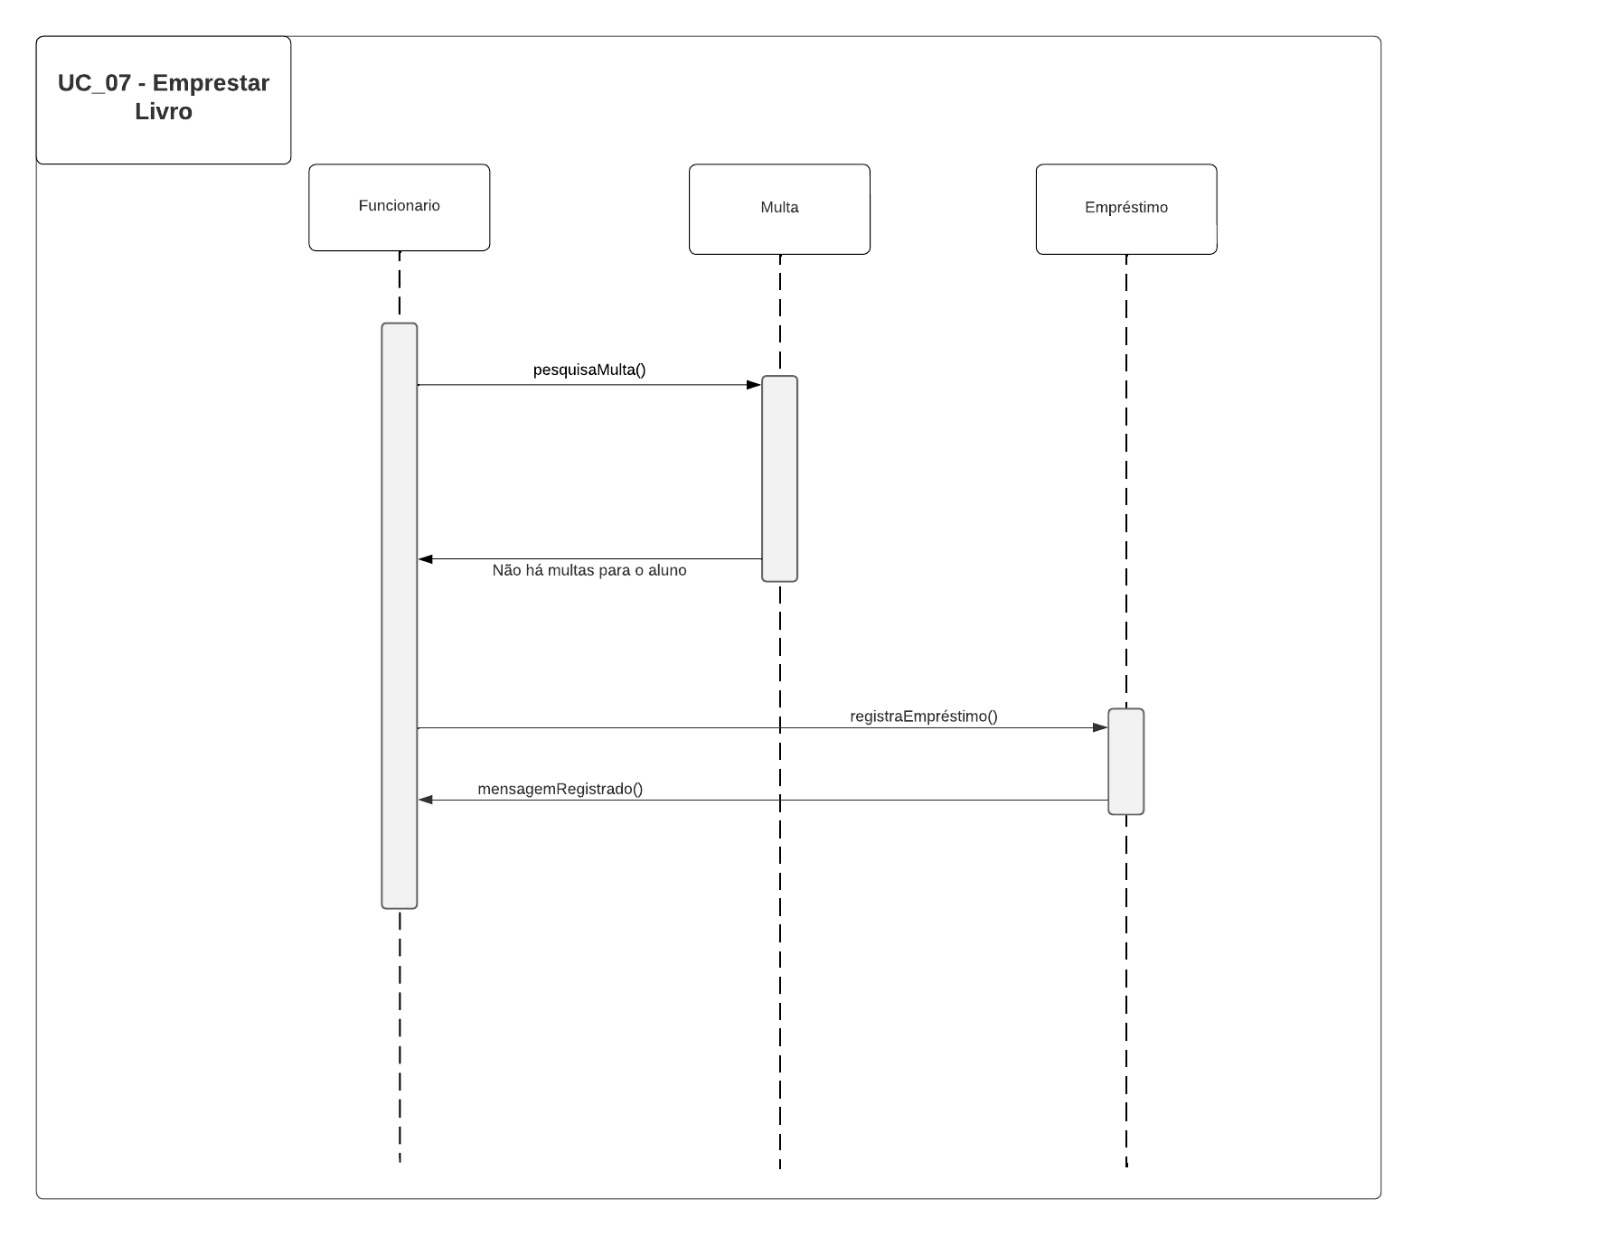 UC_07 - Emprestar
Livro
Funcionario
Multa
Empréstimo
pesquisaMulta()
Não há multas para o aluno
registraEmpréstimo()
mensagemRegistrado()